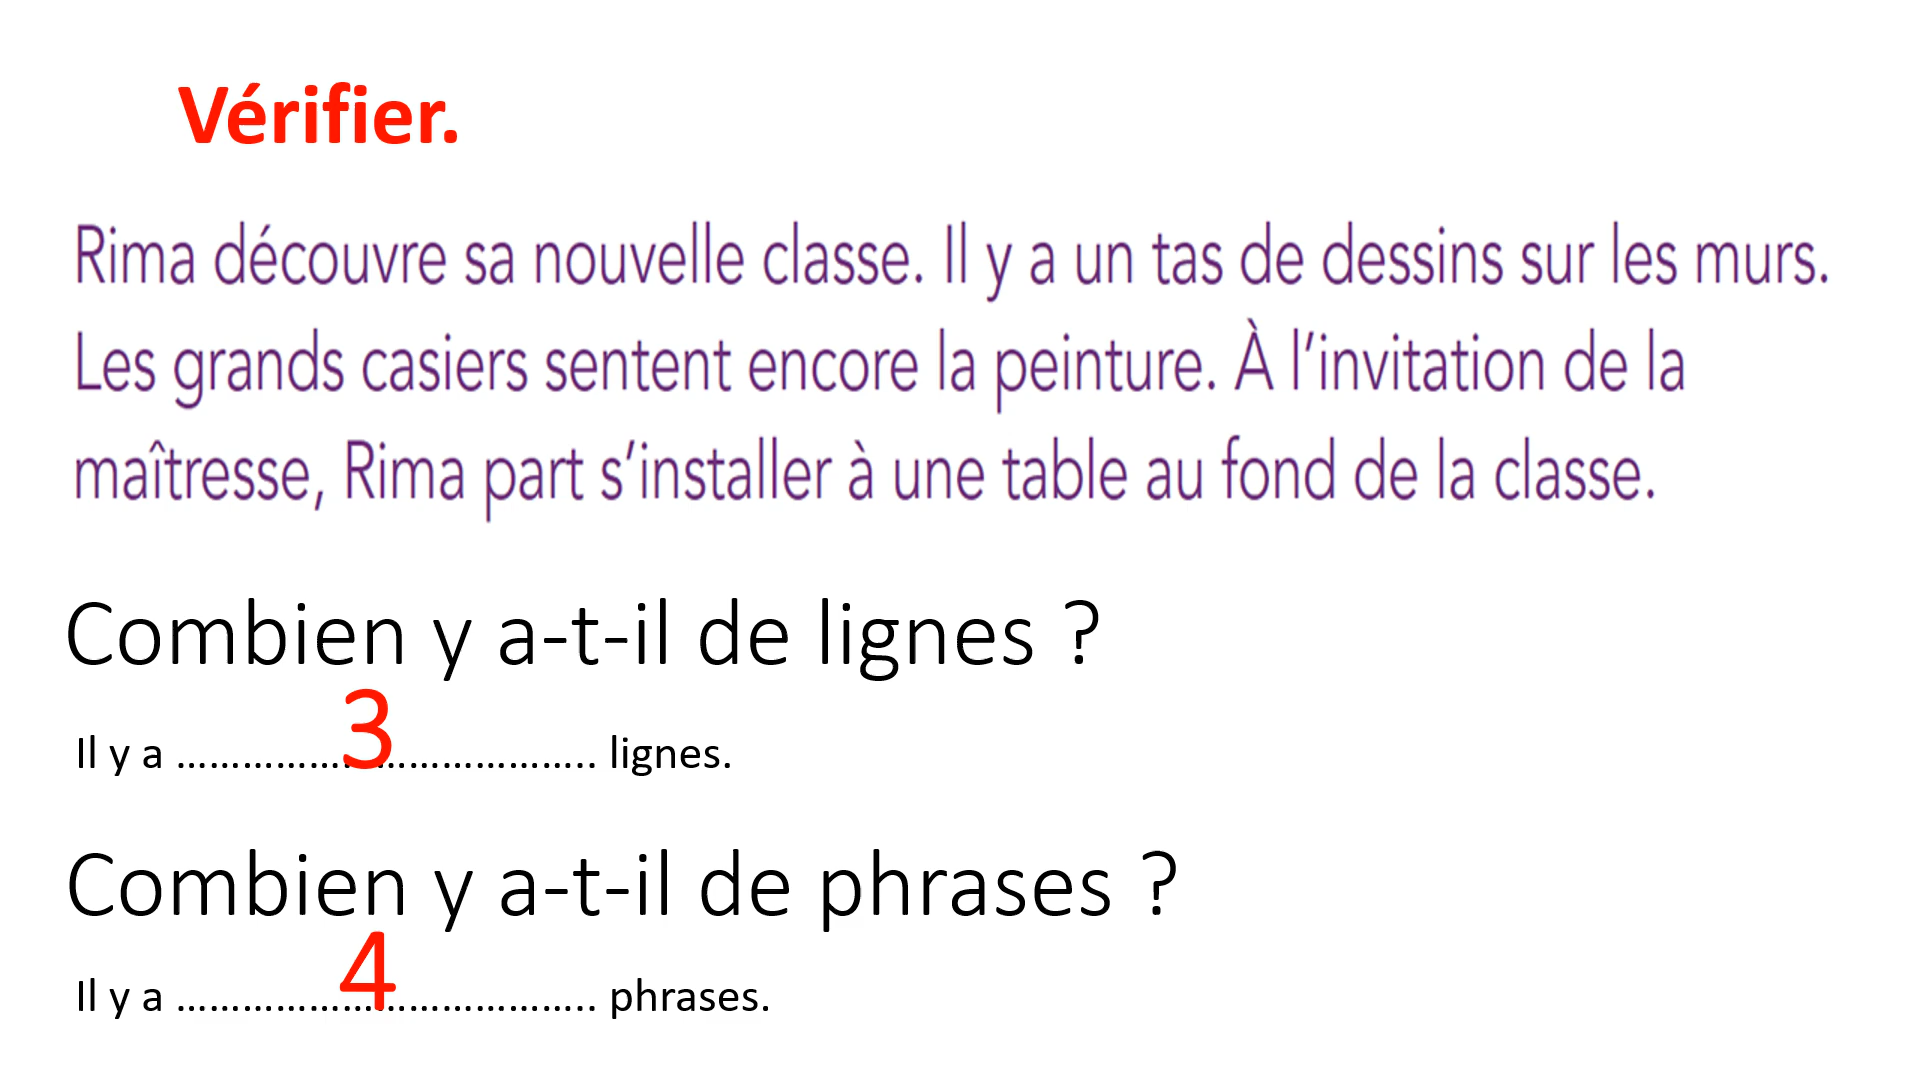 Vérifier.
Rima découvre sa nouvelle classe. Il y a un tas de dessins sur les murs.
Les grands casiers sentent encore la peinture. À l’invitation de la
maîtresse, Rima part s’installer à une table au fond de la classe.
Combien y a-t-il de lignes ?
Il y a ……………3………………….. lignes.
Combien y a-t-il de phrases ?
Il y a ……………4………………….. phrases.